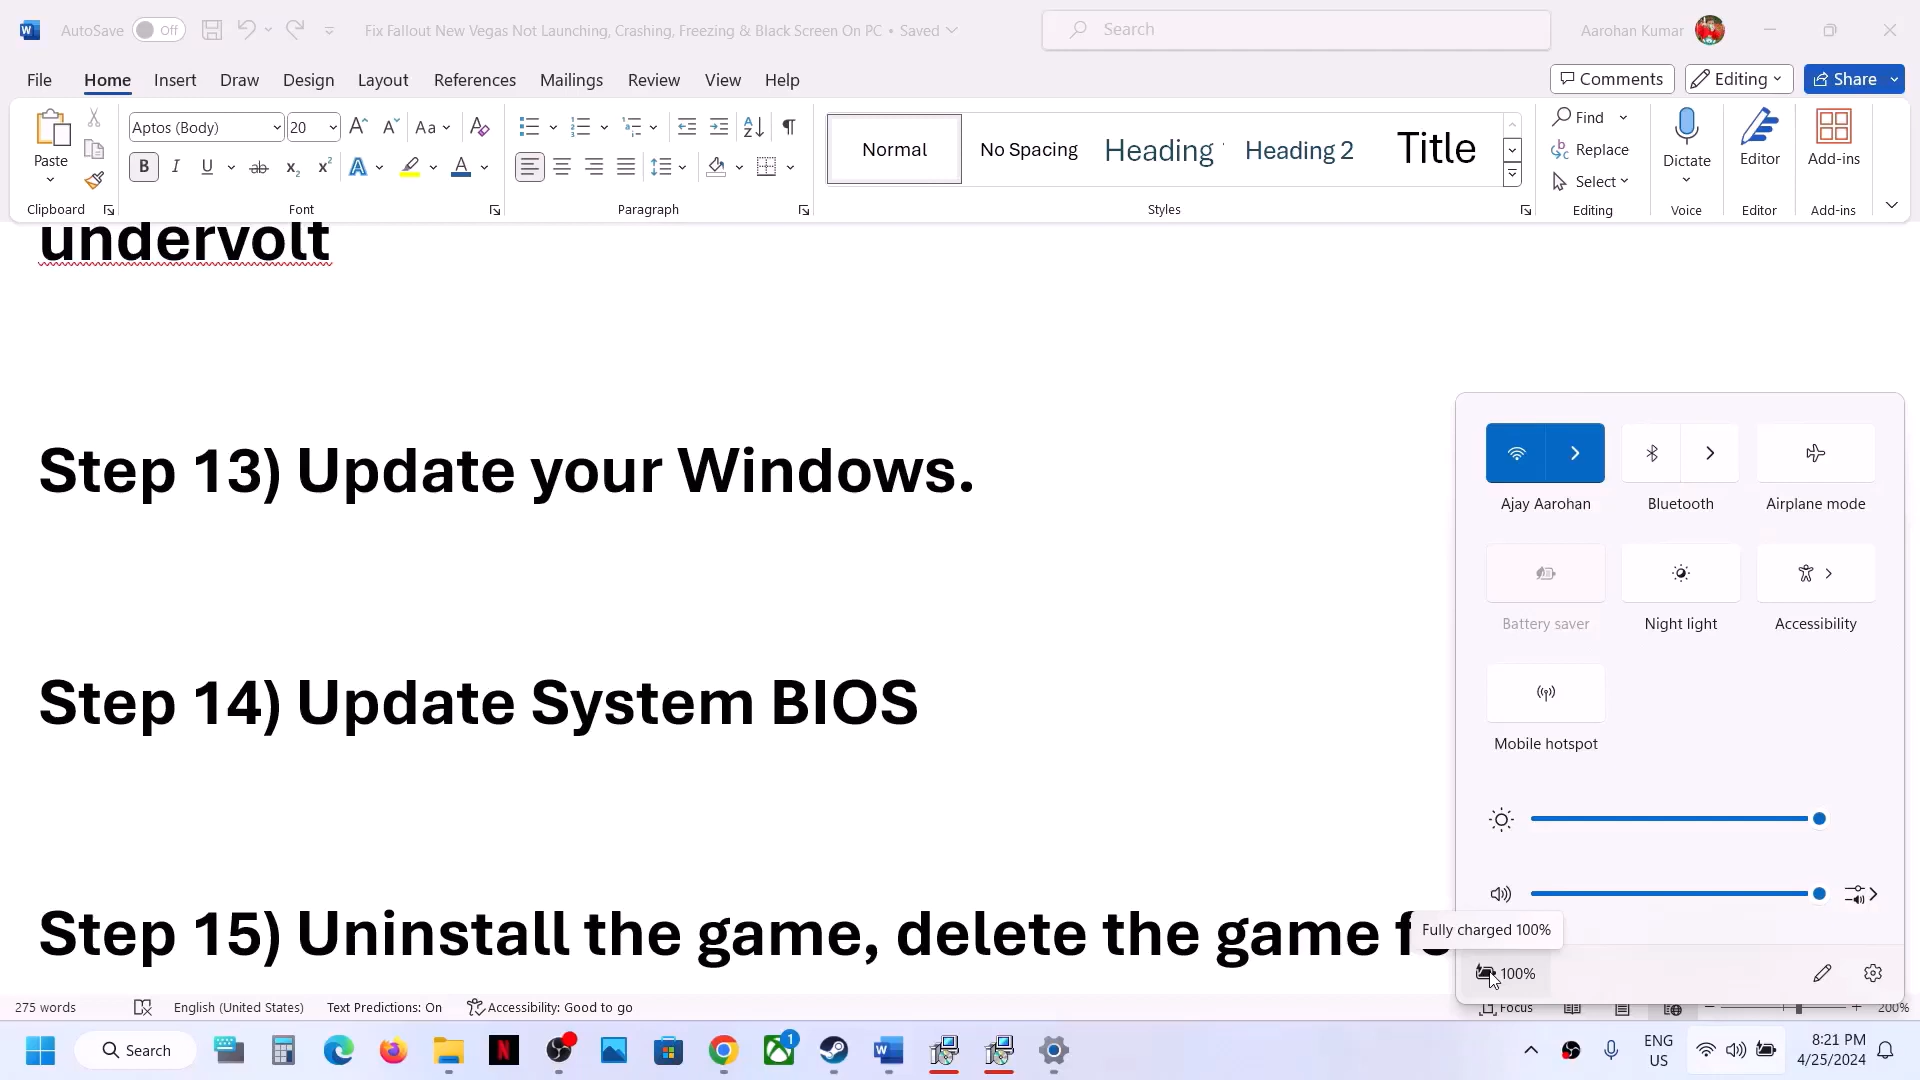 AutoSave Off Fix Fallout New Vegas Not Launching, Crashing, Freezing & Black Screen On PC • Saved Search Aarohan Kumar
File Home Insert Draw Design Layout References Mailings Review View Help Comments Editing Share
Paste Aptos (Body) 20 Aa Normal No Spacing Heading Heading 2 Title Find Replace Select Dictate Editor Add-ins
Clipboard Font Paragraph Styles Editing Voice Editor Add-ins
undervolt
Step 13) Update your Windows.
Step 14) Update System BIOS
Step 15) Uninstall the game, delete the game
Ajay Aarohan Bluetooth Airplane mode
Battery saver Night light Accessibility
Mobile hotspot
Fully charged 100%
100%
275 words English (United States) Text Predictions: On Accessibility: Good to go Focus 200%
Search 1 ENG US 8:21 PM 4/25/2024